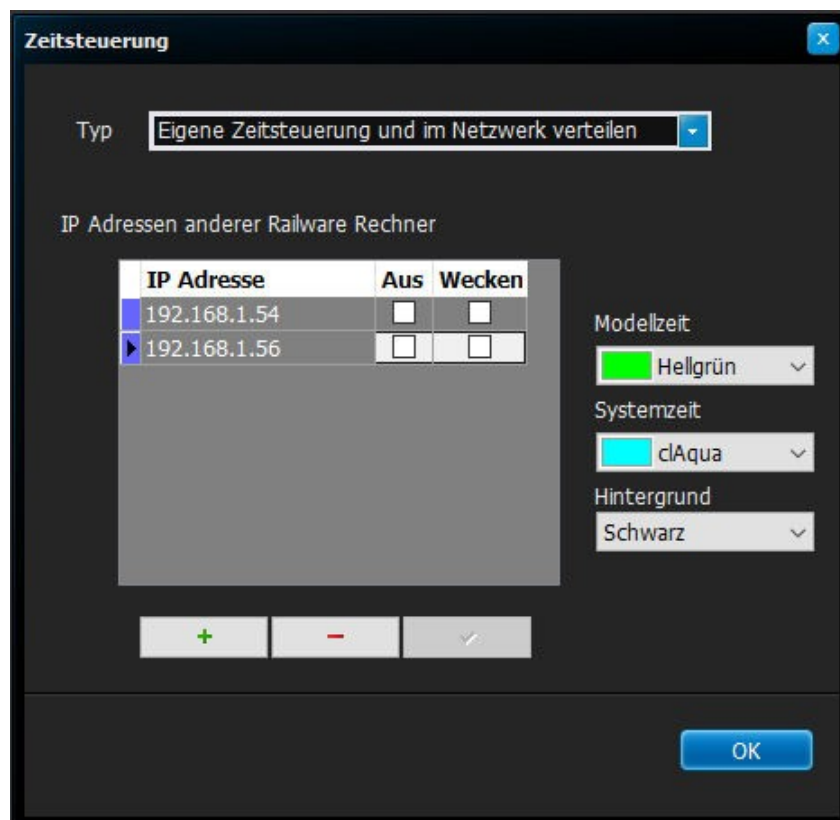 Zeitsteuerung
Typ Eigene Zeitsteuerung und im Netzwerk verteilen
IP Adressen anderer Railware Rechner
IP Adresse Aus Wecken
192.168.1.54
192.168.1.56
Modellzeit
Hellgrün
Systemzeit
clAqua
Hintergrund
Schwarz
OK